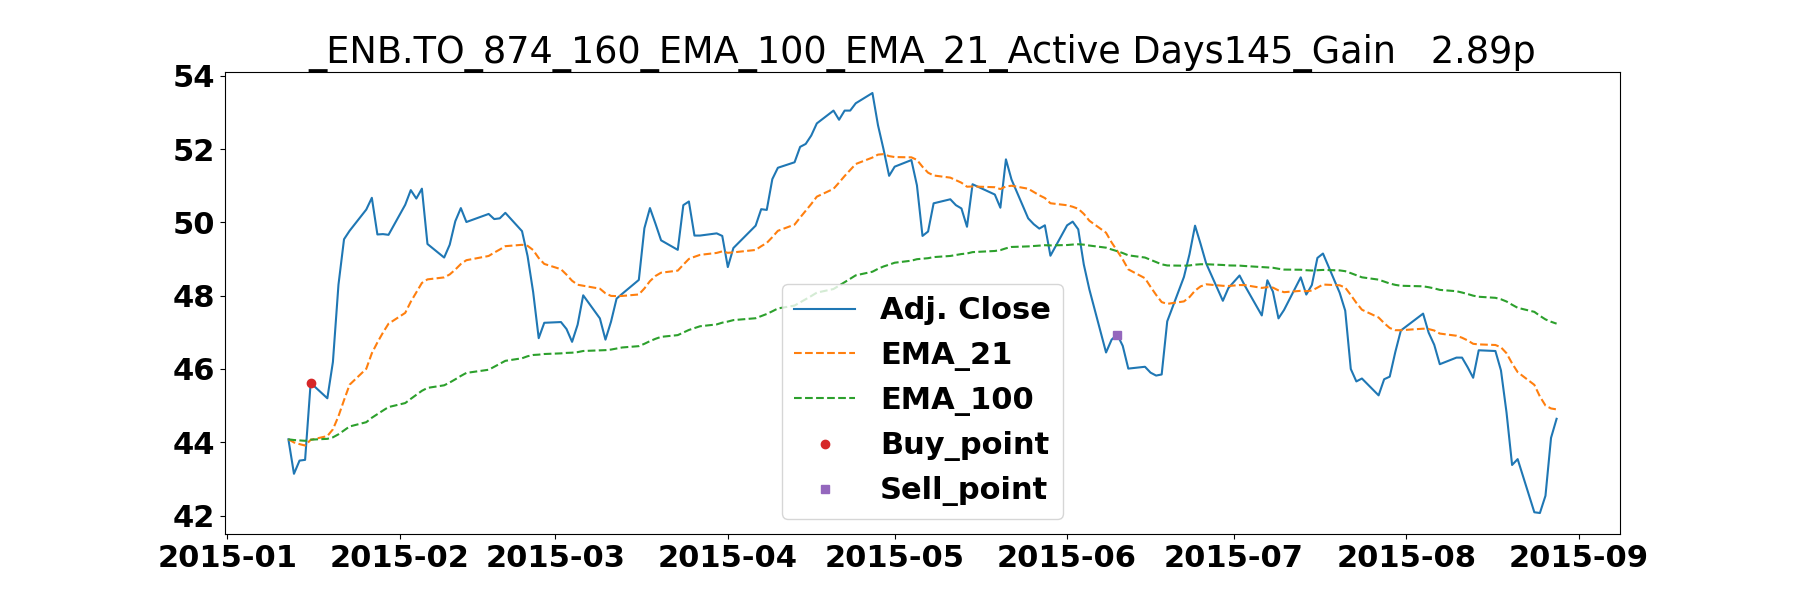 _ENB.TO_874_160_EMA_100_EMA_21_Active Days145_Gain   2.89p
54
52
50
48
46
44
42
Adj. Close
EMA_21
EMA_100
Buy_point
Sell_point
2015-01 2015-02 2015-03 2015-04 2015-05 2015-06 2015-07 2015-08 2015-09